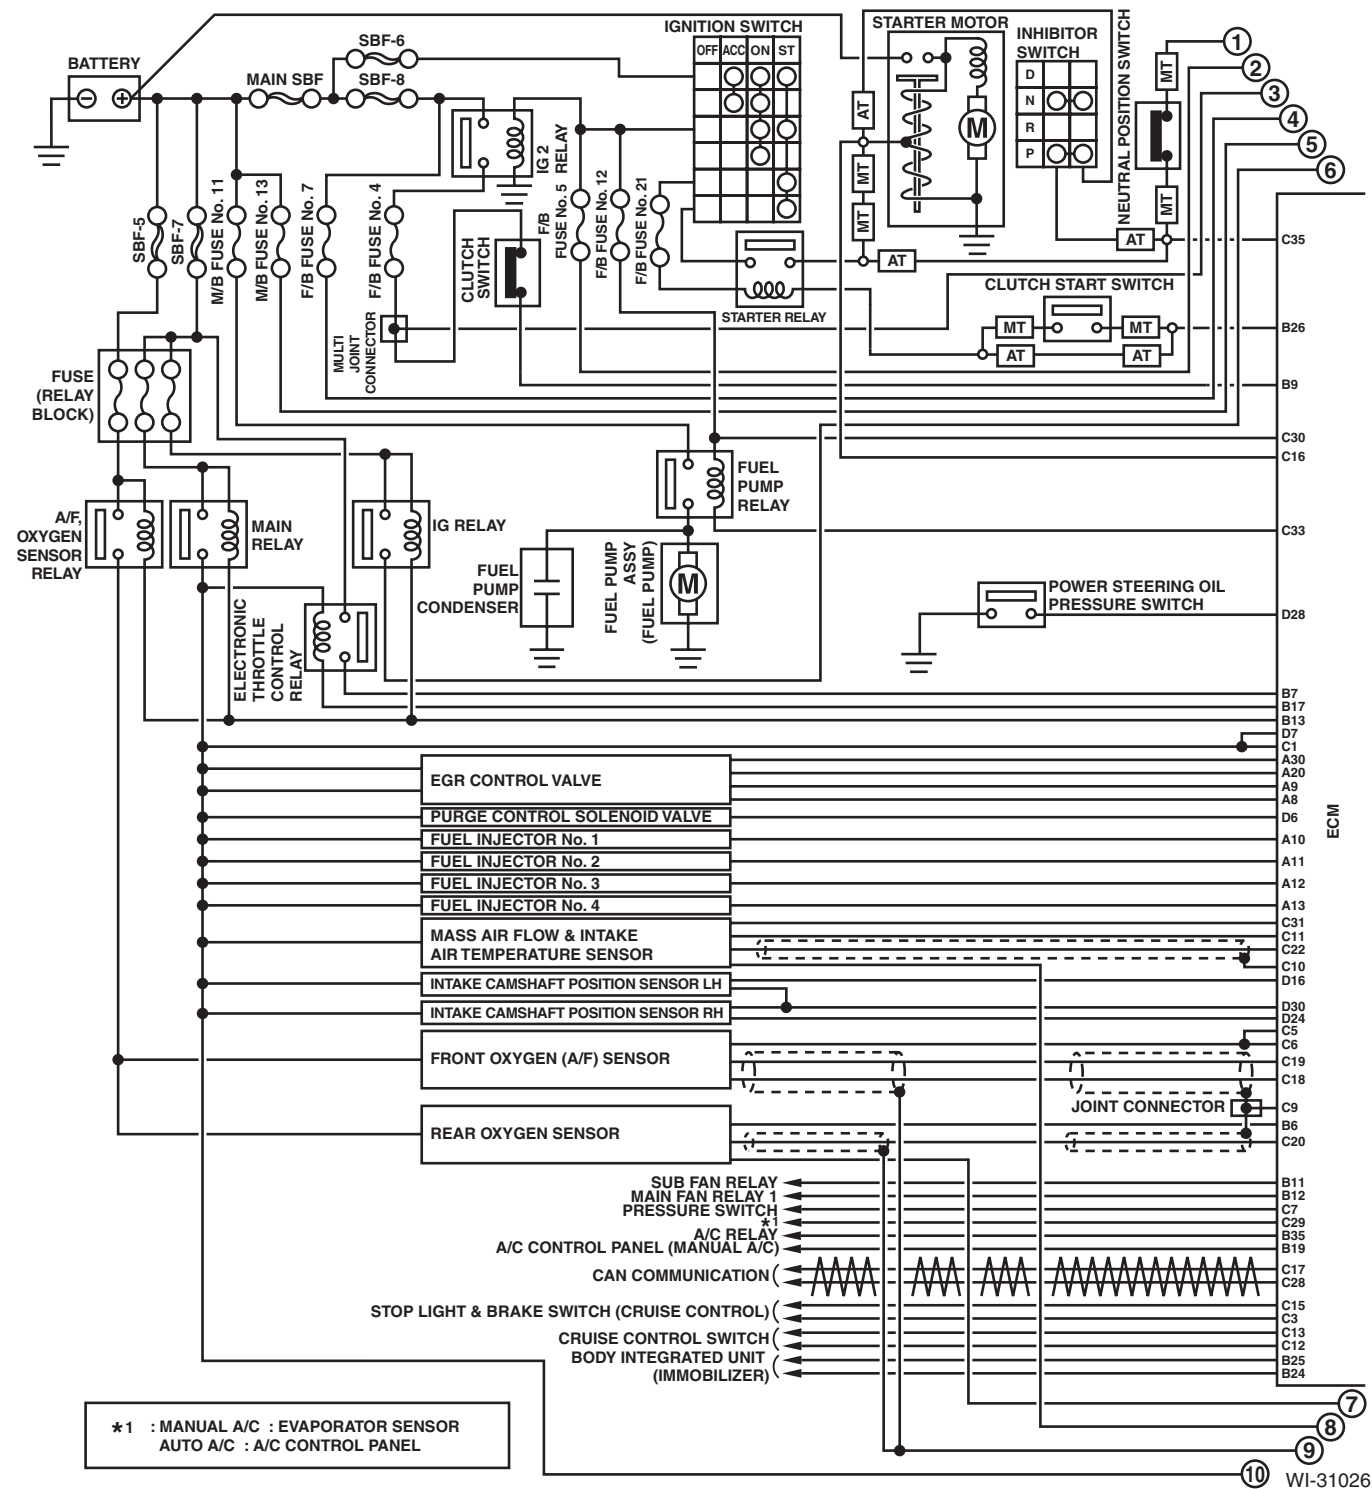 IGNITION SWITCH
OFF ACC ON ST
STARTER MOTOR
M
INHIBITOR
SWITCH
D
N
R
P
NEUTRAL POSITION SWITCH
MT
MT
AT
MT
MT
AT
AT
1
2
3
4
5
6
BATTERY
MAIN SBF
SBF-6
SBF-8
IG 2
RELAY
SBF-5
SBF-7
M/B FUSE No. 11
M/B FUSE No. 13
F/B FUSE No. 7
F/B FUSE No. 4
CLUTCH
SWITCH
F/B
FUSE No. 5
F/B FUSE No. 12
F/B FUSE No. 21
STARTER RELAY
CLUTCH START SWITCH
MT
MT
AT
AT
MULTI
JOINT
CONNECTOR
FUSE
(RELAY
BLOCK)
A/F,
OXYGEN
SENSOR
RELAY
MAIN
RELAY
IG RELAY
FUEL
PUMP
RELAY
FUEL
PUMP
CONDENSER
FUEL PUMP
ASSY
(FUEL PUMP)
M
ELECTRONIC
THROTTLE
CONTROL
RELAY
POWER STEERING OIL
PRESSURE SWITCH
C35
B26
B9
C30
C16
C33
D28
B7
B17
B13
D7
C1
A30
A20
A9
A8
D6
A10
A11
A12
A13
C31
C11
C22
C10
D16
D30
D24
C5
C6
C19
C18
C9
B6
C20
B11
B12
C7
C29
B35
B19
C17
C28
C15
C3
C13
C12
B25
B24
ECM
EGR CONTROL VALVE
PURGE CONTROL SOLENOID VALVE
FUEL INJECTOR No. 1
FUEL INJECTOR No. 2
FUEL INJECTOR No. 3
FUEL INJECTOR No. 4
MASS AIR FLOW & INTAKE
AIR TEMPERATURE SENSOR
INTAKE CAMSHAFT POSITION SENSOR LH
INTAKE CAMSHAFT POSITION SENSOR RH
FRONT OXYGEN (A/F) SENSOR
JOINT CONNECTOR
REAR OXYGEN SENSOR
SUB FAN RELAY
MAIN FAN RELAY 1
PRESSURE SWITCH
*1
A/C RELAY
A/C CONTROL PANEL (MANUAL A/C)
CAN COMMUNICATION
STOP LIGHT & BRAKE SWITCH (CRUISE CONTROL)
CRUISE CONTROL SWITCH
BODY INTEGRATED UNIT
(IMMOBILIZER)
7
8
9
10
*1 : MANUAL A/C : EVAPORATOR SENSOR
AUTO A/C : A/C CONTROL PANEL
WI-31026